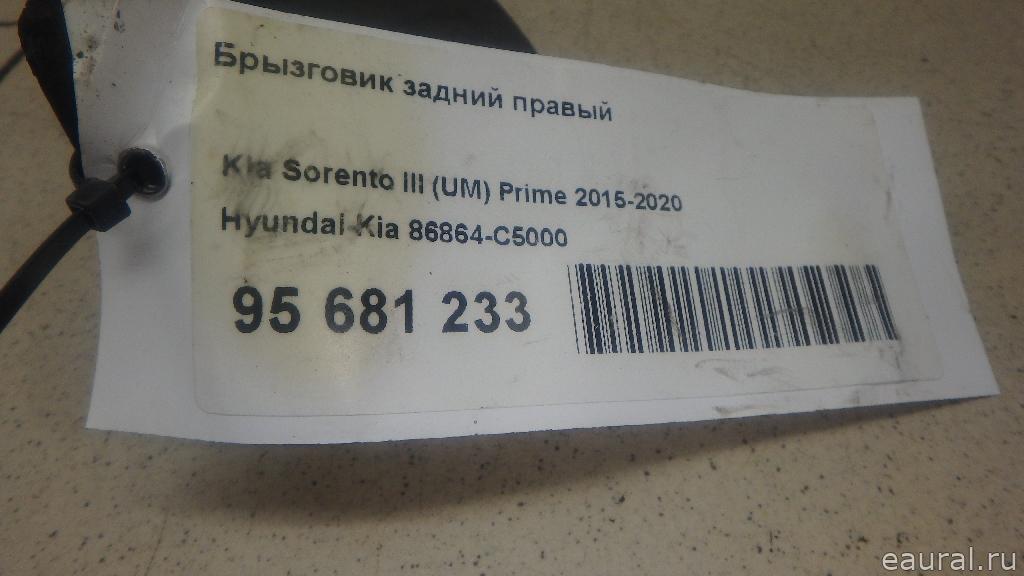 Брызговик задний правый
Kia Sorento III (UM) Prime 2015-2020
Hyundai-Kia 86864-C5000
95 681 233
eaural.ru